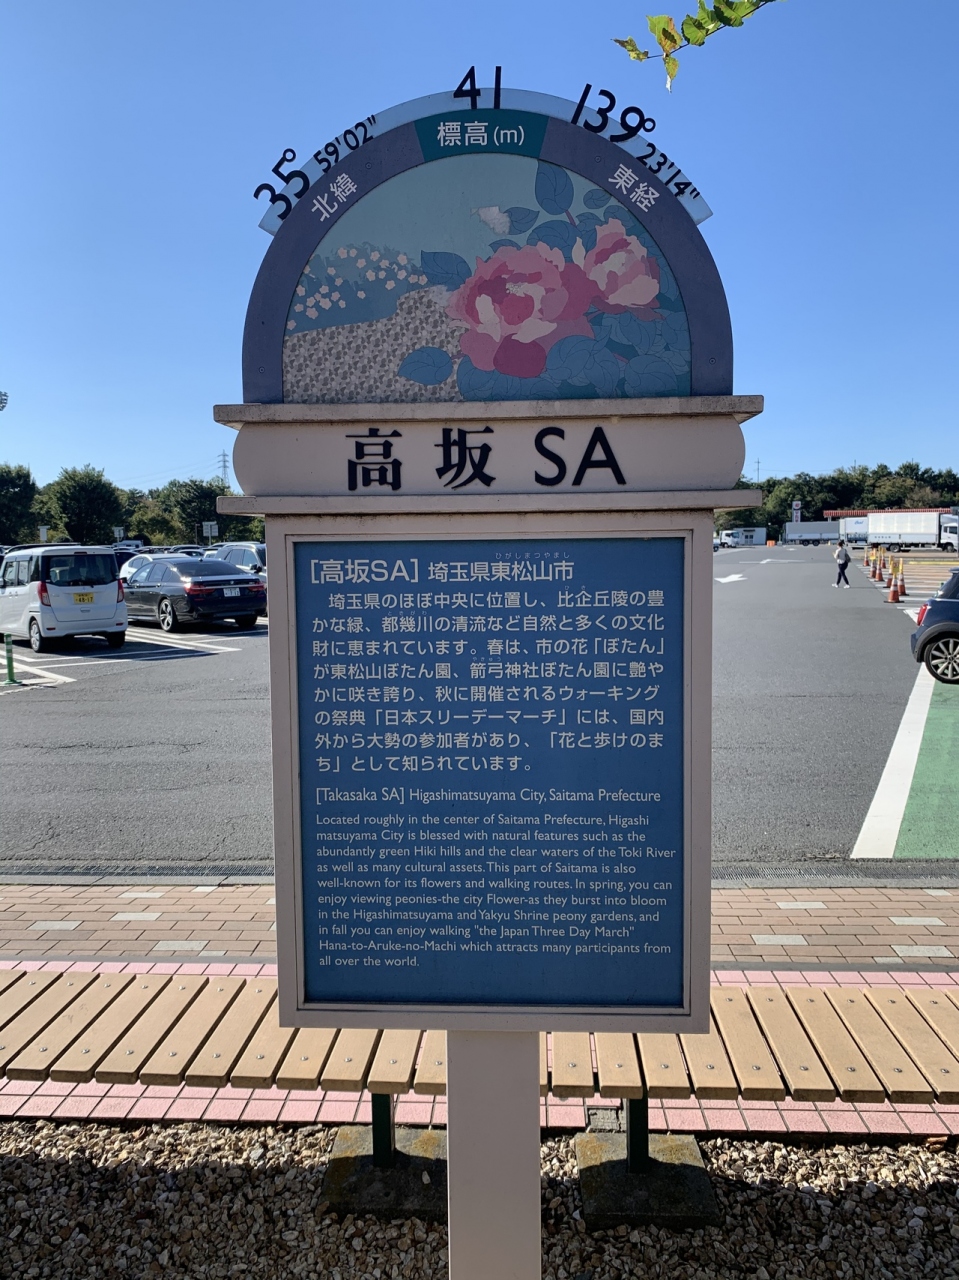 41
標高(m)
35° 59'02"
北緯
139° 23'14"
東経
高坂 SA
ひがしまつやまし
[高坂SA] 埼玉県東松山市
埼玉県のほぼ中央に位置し、比企丘陵の豊
かな緑、都幾川の清流など自然と多くの文化
財に恵まれています。春は、市の花「ぼたん」
が東松山ぼたん園、箭弓神社ぼたん園に艶や
かに咲き誇り、秋に開催されるウォーキング
の祭典「日本スリーデーマーチ」には、国内
外から大勢の参加者があり、「花と歩けのま
ち」として知られています。
[Takasaka SA] Higashimatsuyama City, Saitama Prefecture
Located roughly in the center of Saitama Prefecture, Higashi
matsuyama City is blessed with natural features such as the
abundantly green Hiki hills and the clear waters of the Toki River
as well as many cultural assets. This part of Saitama is also
well-known for its flowers and walking routes. In spring, you can
enjoy viewing peonies-the city Flower-as they burst into bloom
in the Higashimatsuyama and Yakyu Shrine peony gardens, and
in fall you can enjoy walking "the Japan Three Day March"
Hana-to-Aruke-no-Machi which attracts many participants from
all over the world.